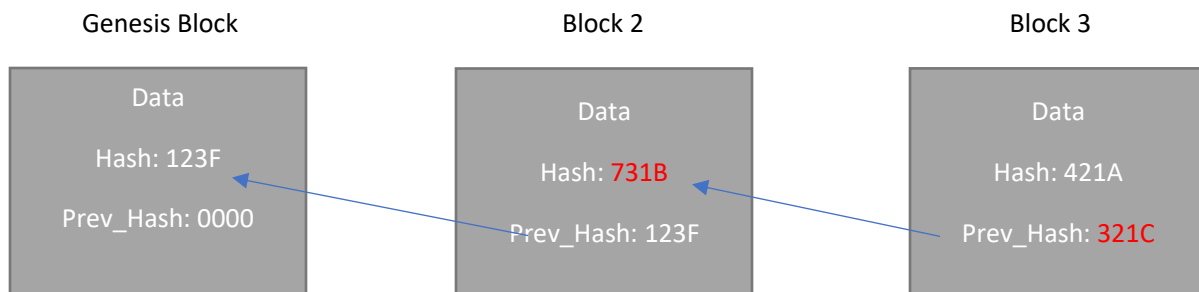 Genesis Block
Data
Hash: 123F
Prev_Hash: 0000
Block 2
Data
Hash: 731B
Prev_Hash: 123F
Block 3
Data
Hash: 421A
Prev_Hash: 321C